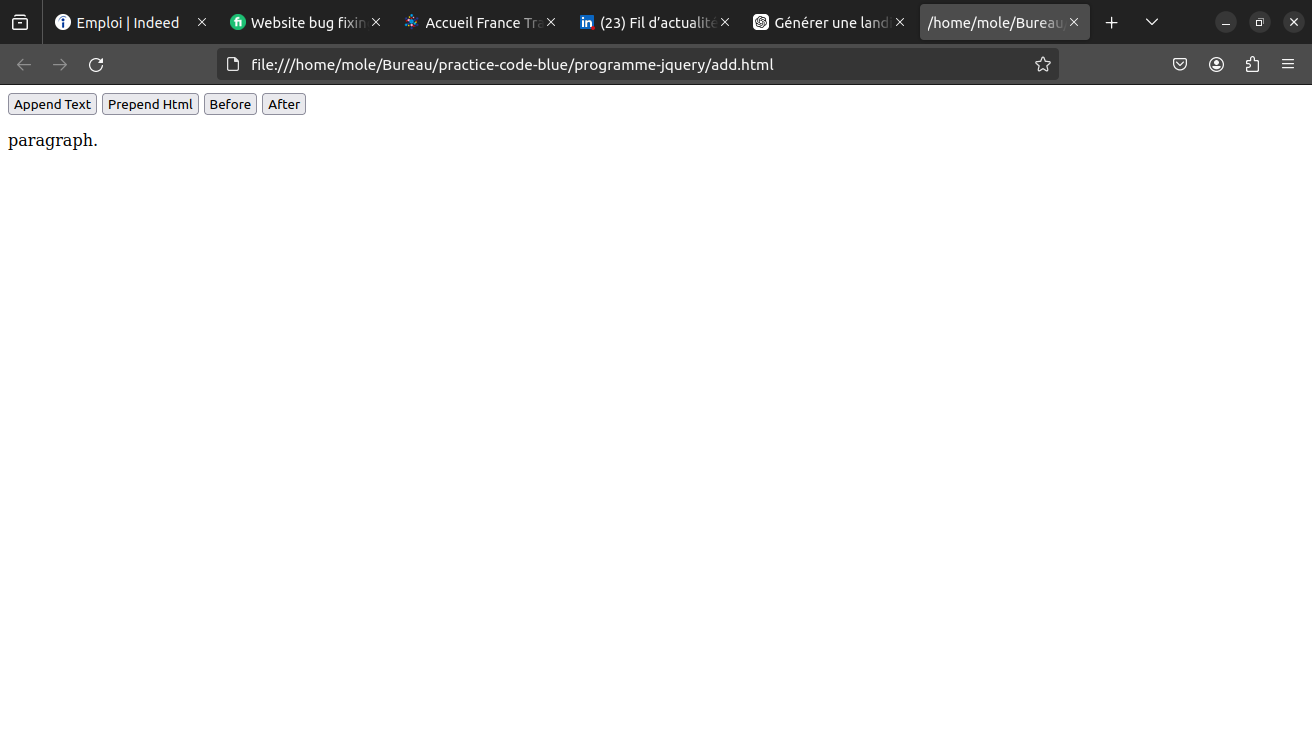 Emploi | Indeed
Website bug fixin
Accueil France Tra
(23) Fil d’actualité
Générer une landi
/home/mole/Bureau/
file:///home/mole/Bureau/practice-code-blue/programme-jquery/add.html
Append Text Prepend Html Before After
paragraph.